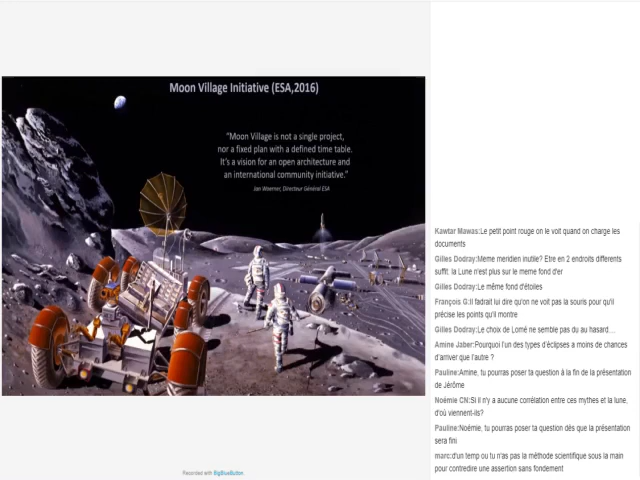 Moon Village Initiative (ESA,2016)
"Moon Village is not a single project,
nor a fixed plan with a defined time table.
It's a vision for an open architecture and
an international community initiative."
Jan Woerner, Directeur Général ESA
Kawtar Mawas:Le petit point rouge on le voit quand on charge les
documents
Gilles Dodray:Meme meridien inutile? Etre en 2 endroits differents
suffit. la Lune n'est plus sur le meme fond d'er
Gilles Dodray:Le même fond d'étoiles
François G:Il fadrait lui dire qu'on ne voit pas la souris pour qu'il
précise les points qu'il montre
Gilles Dodray:Le choix de Lomé ne semble pas du au hasard....
Amine Jaber:Pourquoi l'un des types d'éclipses a moins de chances
d'arriver que l'autre ?
Pauline:Amine, tu pourras poser ta question à la fin de la présentation
de Jérôme
Noémie CN:Si il n'y a aucune corrélation entre ces mythes et la lune,
d'où viennent-ils?
Pauline:Noémie, tu pourras poser ta question dès que la présentation
sera fini
marc:d'un temp ou tu n'as pas la méthode scientifique sous la main
pour contredire une assertion sans fondement
Recorded with BigBlueButton.